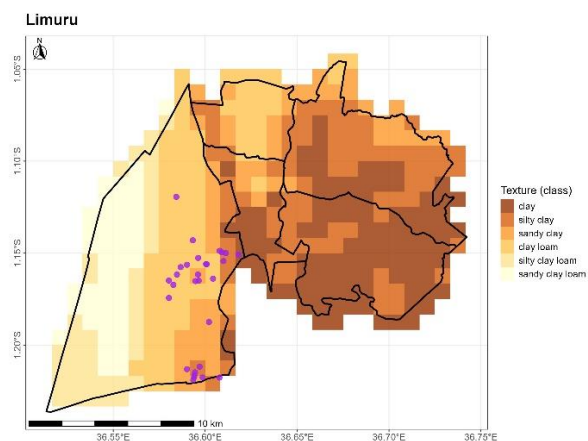 Limuru
N
1.05°S
1.10°S
1.15°S
1.20°S
Texture (class)
clay
silty clay
sandy clay
clay loam
silty clay loam
sandy clay loam
10 km
36.55°E 36.60°E 36.65°E 36.70°E 36.75°E